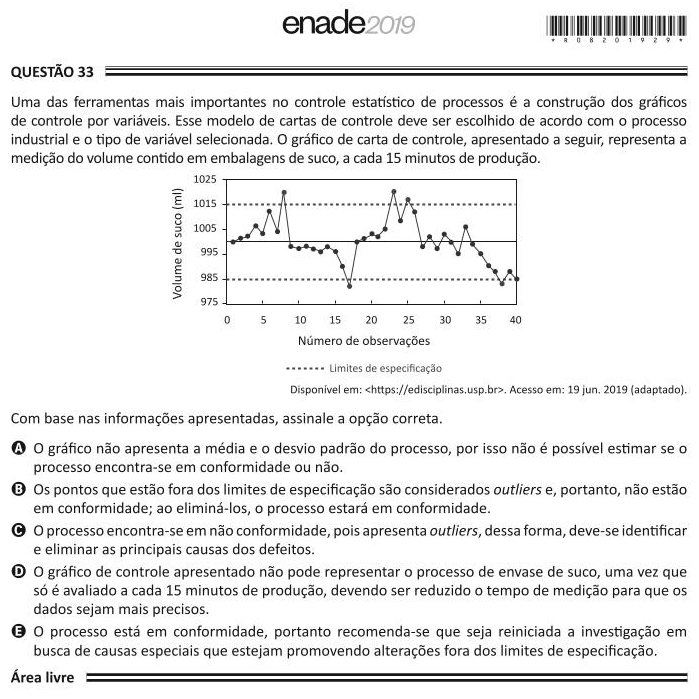 enade2019
*R0820192​9*
QUESTÃO 33
Uma das ferramentas mais importantes no controle estatístico de processos é a construção dos gráficos
de controle por variáveis. Esse modelo de cartas de controle deve ser escolhido de acordo com o processo
industrial e o tipo de variável selecionada. O gráfico de carta de controle, apresentado a seguir, representa a
medição do volume contido em embalagens de suco, a cada 15 minutos de produção.
Volume de suco (ml)
1025
1015
1005
995
985
975
0 5 10 15 20 25 30 35 40
Número de observações
Limites de especificação
Disponível em: <https://edisciplinas.usp.br>. Acesso em: 19 jun. 2019 (adaptado).
Com base nas informações apresentadas, assinale a opção correta.
A O gráfico não apresenta a média e o desvio padrão do processo, por isso não é possível estimar se o
processo encontra-se em conformidade ou não.
B Os pontos que estão fora dos limites de especificação são considerados outliers e, portanto, não estão
em conformidade; ao eliminá-los, o processo estará em conformidade.
C O processo encontra-se em não conformidade, pois apresenta outliers, dessa forma, deve-se identificar
e eliminar as principais causas dos defeitos.
D O gráfico de controle apresentado não pode representar o processo de envase de suco, uma vez que
só é avaliado a cada 15 minutos de produção, devendo ser reduzido o tempo de medição para que os
dados sejam mais precisos.
E O processo está em conformidade, portanto recomenda-se que seja reiniciada a investigação em
busca de causas especiais que estejam promovendo alterações fora dos limites de especificação.
Área livre